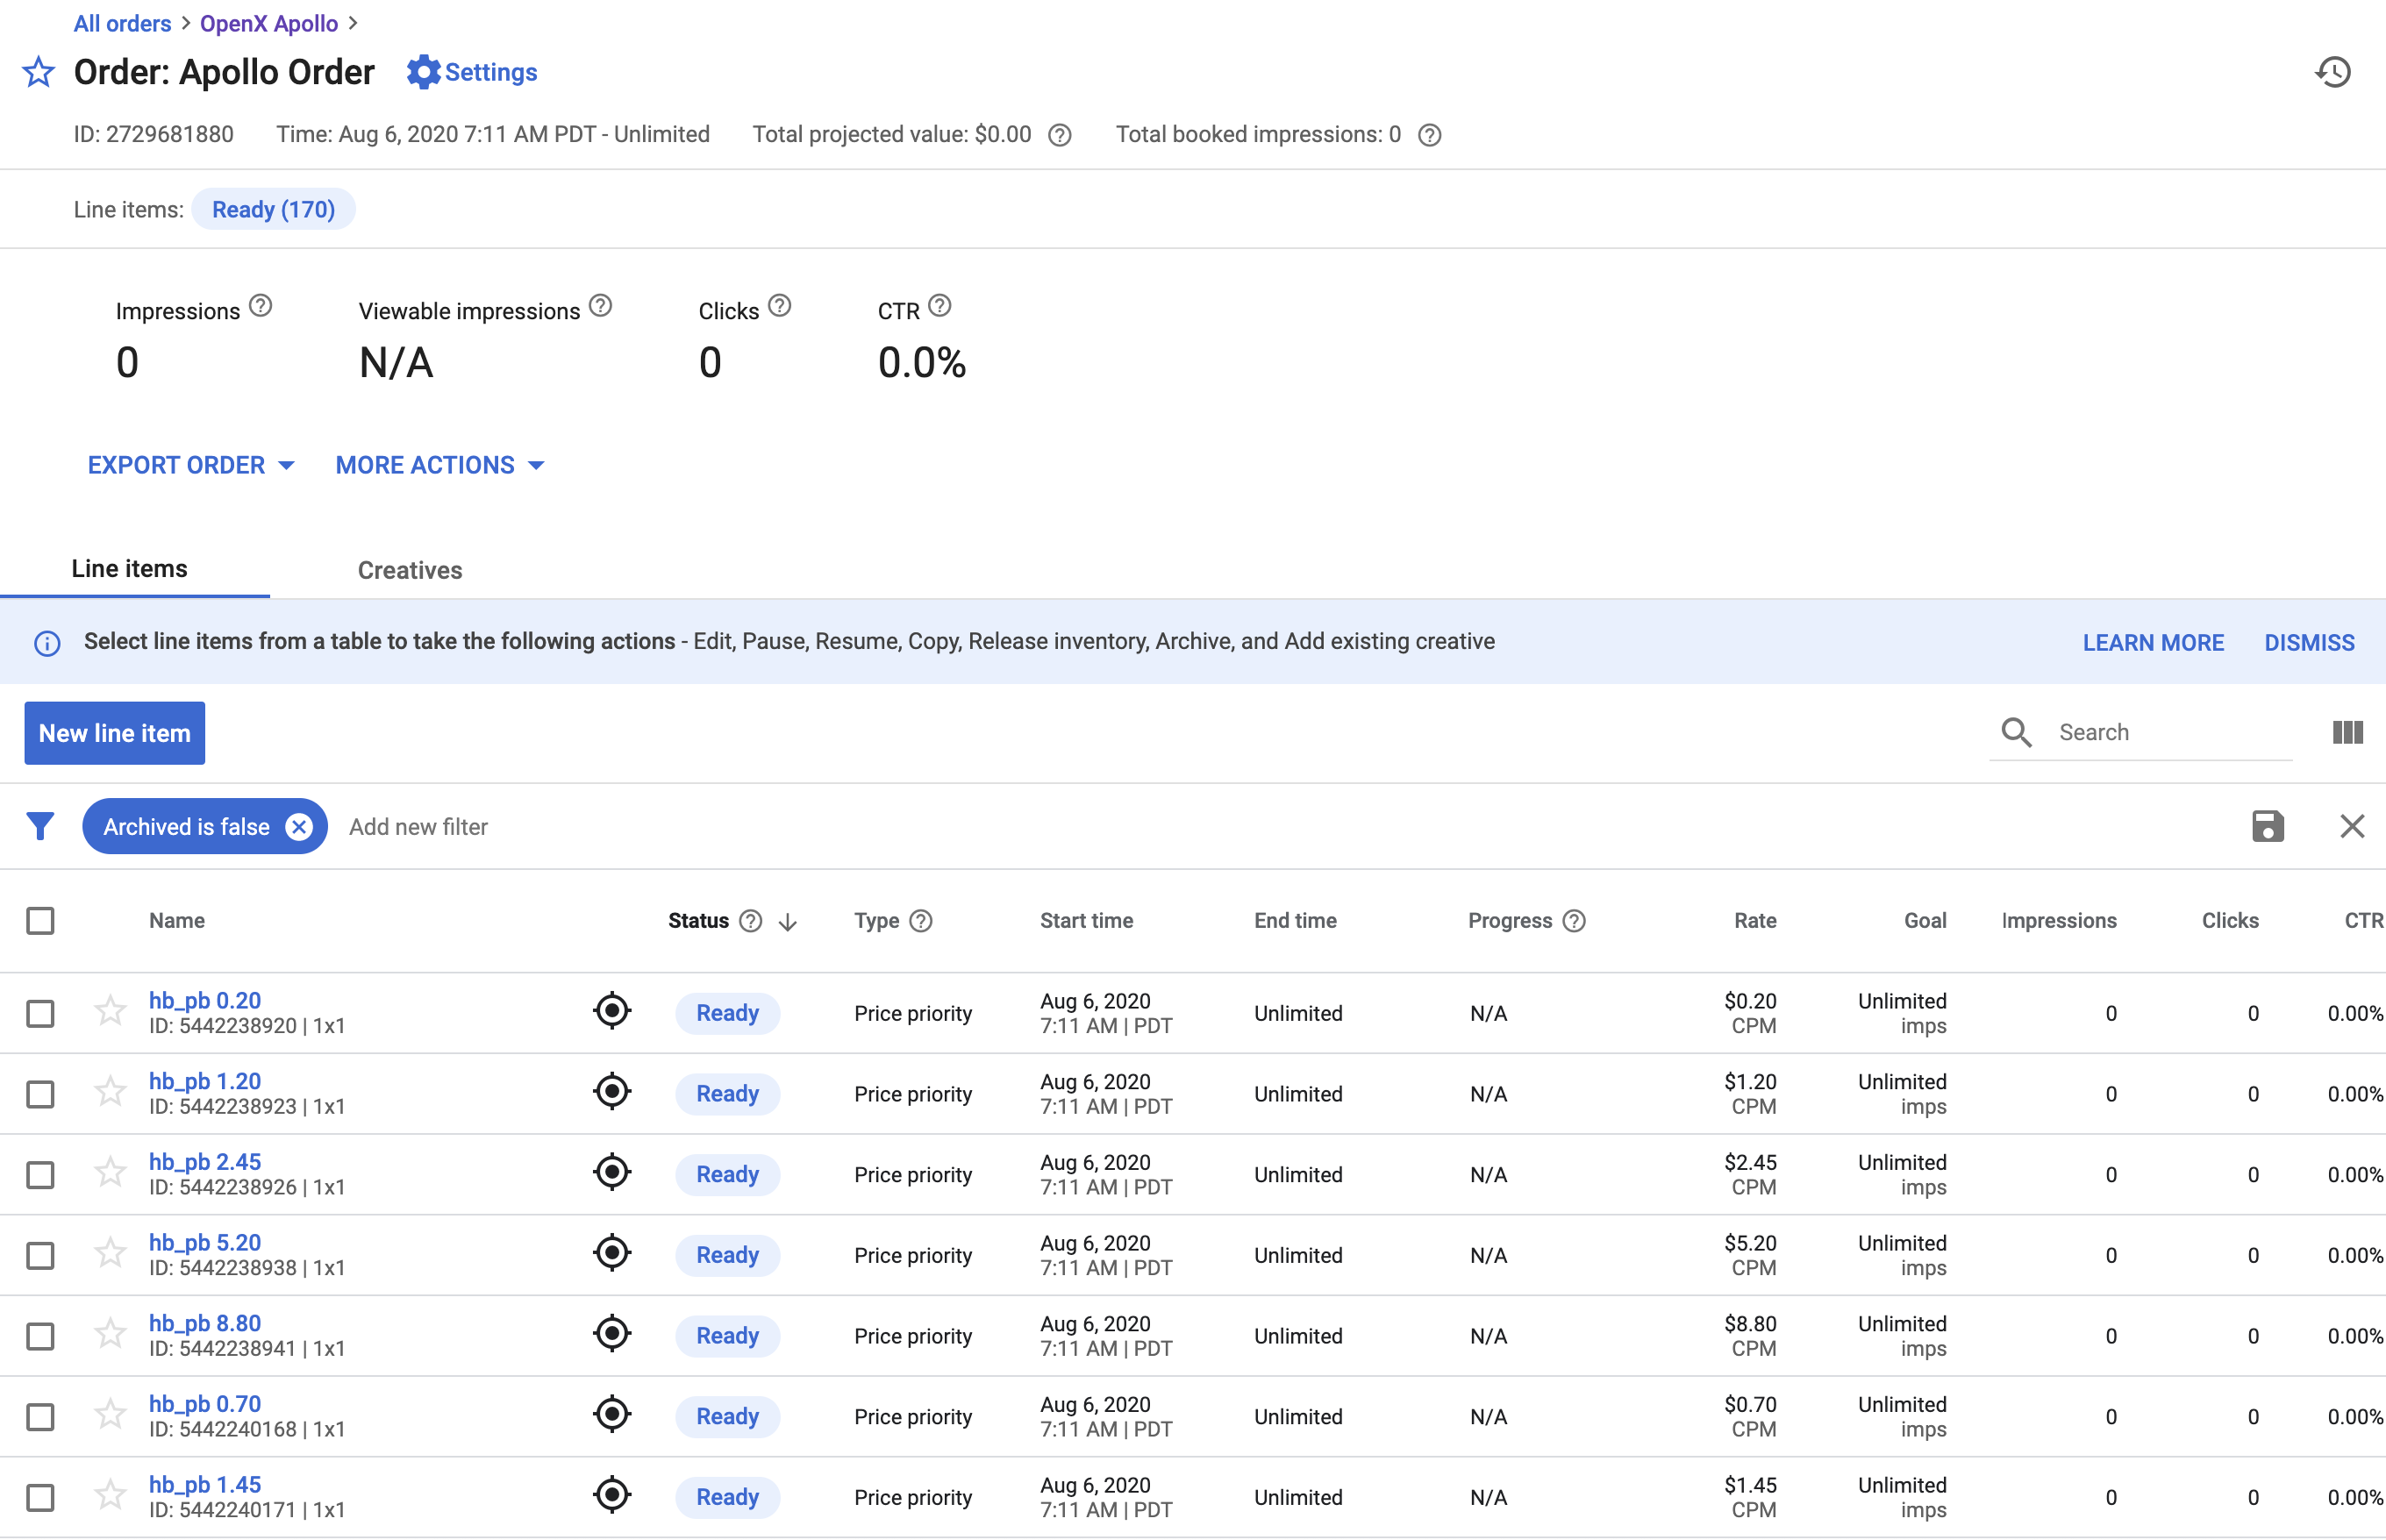 All orders > OpenX Apollo >
Order: Apollo Order Settings
ID: 2729681880 Time: Aug 6, 2020 7:11 AM PDT - Unlimited Total projected value: $0.00 Total booked impressions: 0
Line items: Ready (170)
Impressions Viewable impressions Clicks CTR
0 N/A 0 0.0%
EXPORT ORDER MORE ACTIONS
Line items Creatives
Select line items from a table to take the following actions - Edit, Pause, Resume, Copy, Release inventory, Archive, and Add existing creative LEARN MORE DISMISS
New line item Search
Archived is false Add new filter
Name Status Type Start time End time Progress Rate Goal Impressions Clicks CTR
hb_pb 0.20 Ready Price priority Aug 6, 2020 Unlimited N/A $0.20 Unlimited 0 0 0.00%
ID: 5442238920 | 1x1 7:11 AM | PDT CPM imps
hb_pb 1.20 Ready Price priority Aug 6, 2020 Unlimited N/A $1.20 Unlimited 0 0 0.00%
ID: 5442238923 | 1x1 7:11 AM | PDT CPM imps
hb_pb 2.45 Ready Price priority Aug 6, 2020 Unlimited N/A $2.45 Unlimited 0 0 0.00%
ID: 5442238926 | 1x1 7:11 AM | PDT CPM imps
hb_pb 5.20 Ready Price priority Aug 6, 2020 Unlimited N/A $5.20 Unlimited 0 0 0.00%
ID: 5442238938 | 1x1 7:11 AM | PDT CPM imps
hb_pb 8.80 Ready Price priority Aug 6, 2020 Unlimited N/A $8.80 Unlimited 0 0 0.00%
ID: 5442238941 | 1x1 7:11 AM | PDT CPM imps
hb_pb 0.70 Ready Price priority Aug 6, 2020 Unlimited N/A $0.70 Unlimited 0 0 0.00%
ID: 5442240168 | 1x1 7:11 AM | PDT CPM imps
hb_pb 1.45 Ready Price priority Aug 6, 2020 Unlimited N/A $1.45 Unlimited 0 0 0.00%
ID: 5442240171 | 1x1 7:11 AM | PDT CPM imps